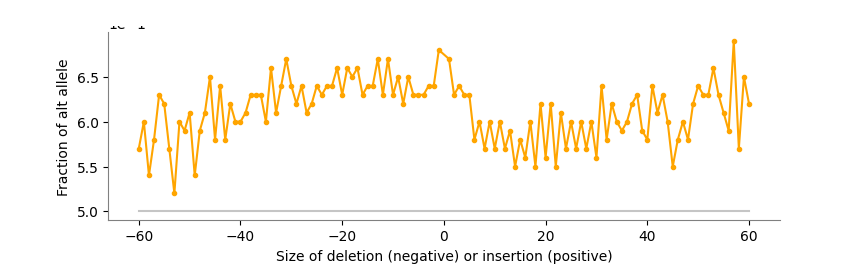 6.5
6.0
5.5
5.0
Fraction of alt allele
−60 −40 −20 0 20 40 60
Size of deletion (negative) or insertion (positive)